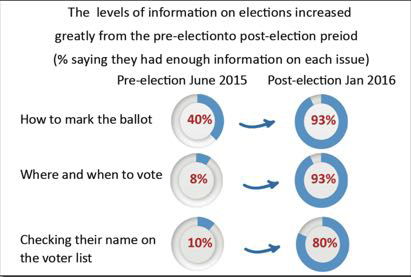 The levels of information on elections increased
greatly from the pre-electionto post-election preiod
(% saying they had enough information on each issue)
Pre-election June 2015 Post-election Jan 2016
How to mark the ballot 40% 93%
Where and when to vote 8% 93%
Checking their name on
the voter list 10% 80%